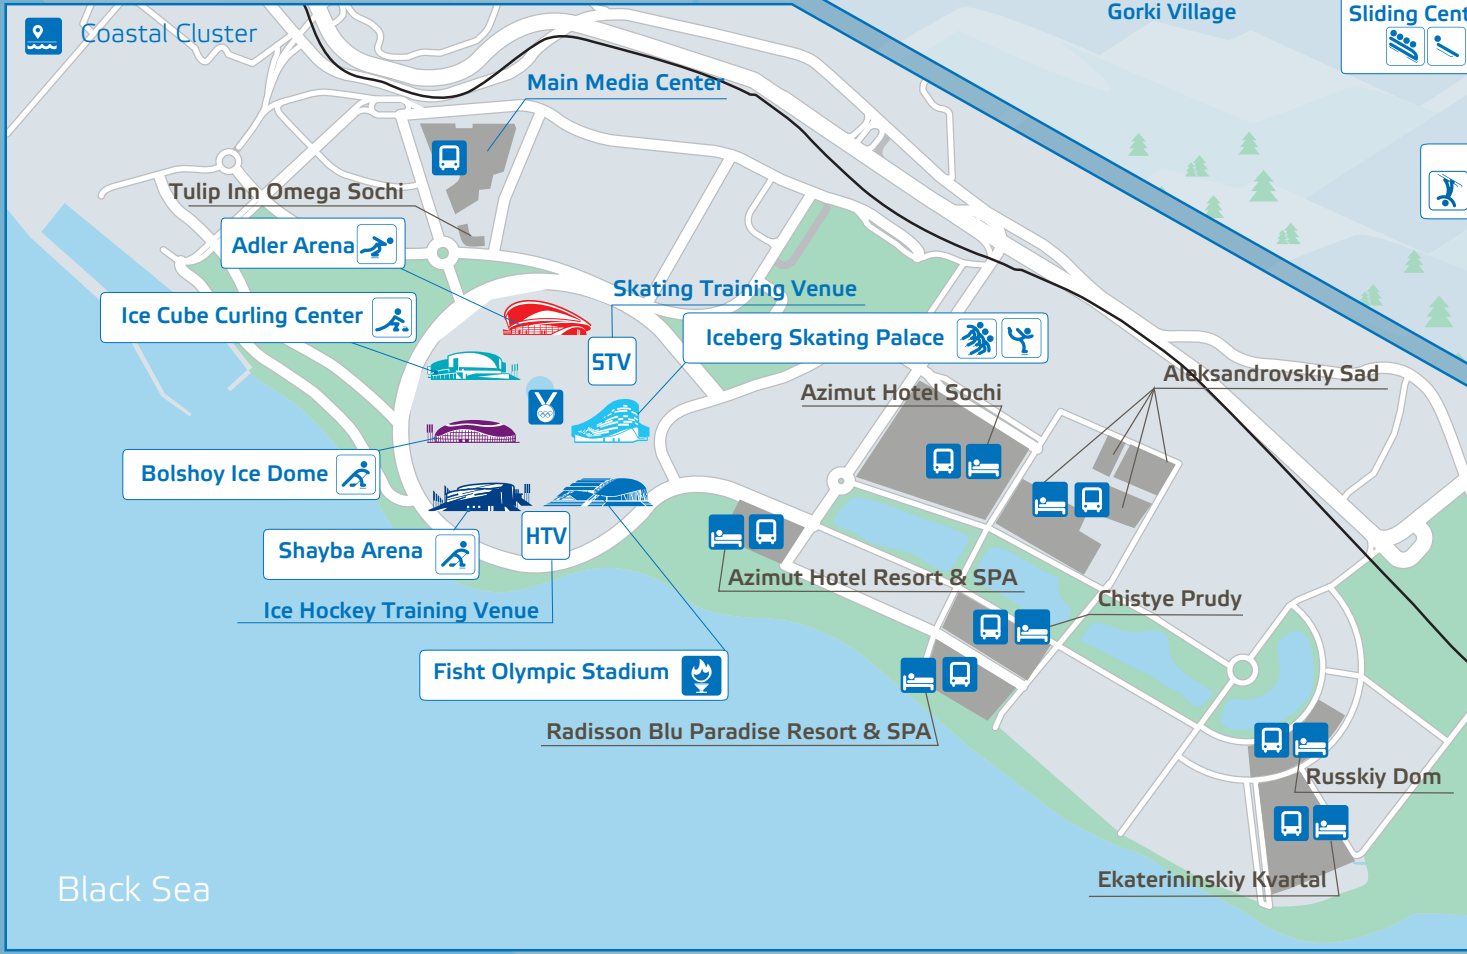 Coastal Cluster
Gorki Village
Sliding Cent
Main Media Center
Tulip Inn Omega Sochi
Adler Arena
Skating Training Venue
Ice Cube Curling Center
Iceberg Skating Palace
STV
Azimut Hotel Sochi
Aleksandrovskiy Sad
Bolshoy Ice Dome
HTV
Shayba Arena
Azimut Hotel Resort & SPA
Chistye Prudy
Ice Hockey Training Venue
Fisht Olympic Stadium
Radisson Blu Paradise Resort & SPA
Russkiy Dom
Ekaterininskiy Kvartal
Black Sea